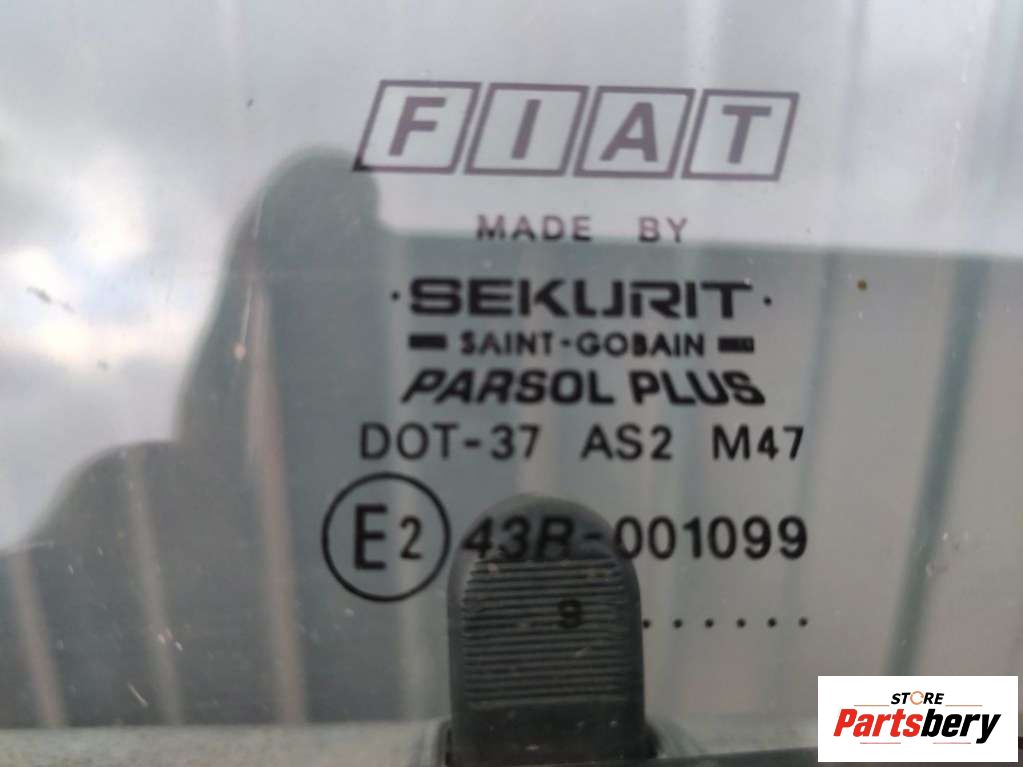 FIAT
MADE BY
·SEKURIT·
SAINT-GOBAIN
PARSOL PLUS
DOT-37 AS2 M47
E2 43R-001099
9 ......
STORE
Partsbery